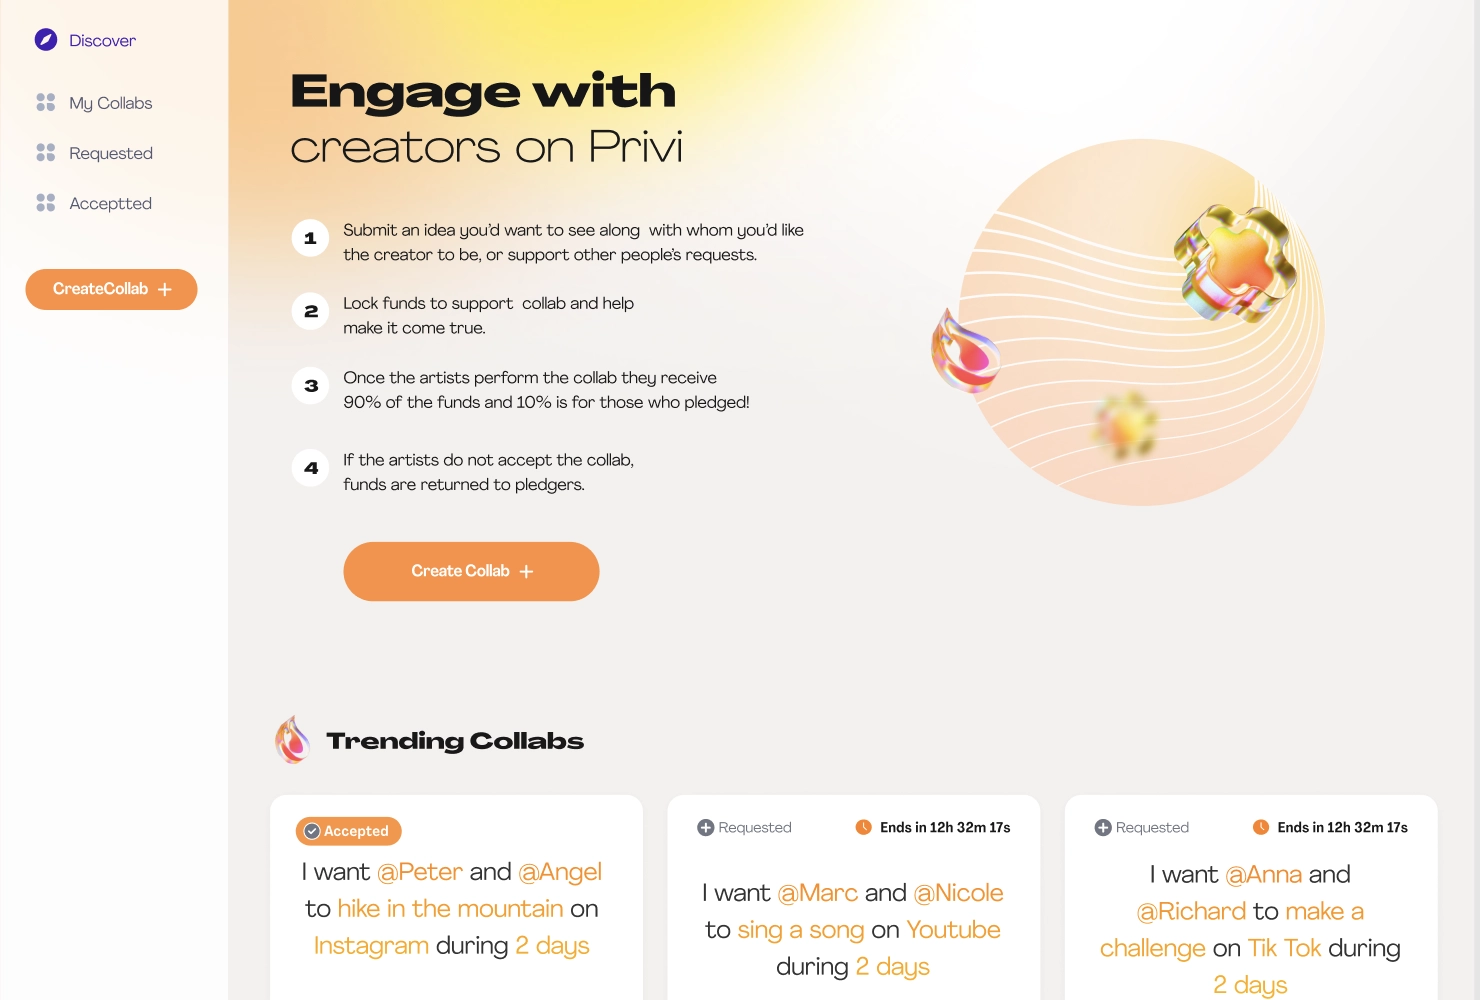 Discover
My Collabs
Requested
Acceptted
CreateCollab +
Engage with
creators on Privi
1
Submit an idea you'd want to see along with whom you'd like
the creator to be, or support other people's requests.
2
Lock funds to support collab and help
make it come true.
3
Once the artists perform the collab they receive
90% of the funds and 10% is for those who pledged!
4
If the artists do not accept the collab,
funds are returned to pledgers.
Create Collab +
Trending Collabs
Accepted
I want @Peter and @Angel
to hike in the mountain on
Instagram during 2 days
Requested
Ends in 12h 32m 17s
I want @Marc and @Nicole
to sing a song on Youtube
during 2 days
Requested
Ends in 12h 32m 17s
I want @Anna and
@Richard to make a
challenge on Tik Tok during
2 days